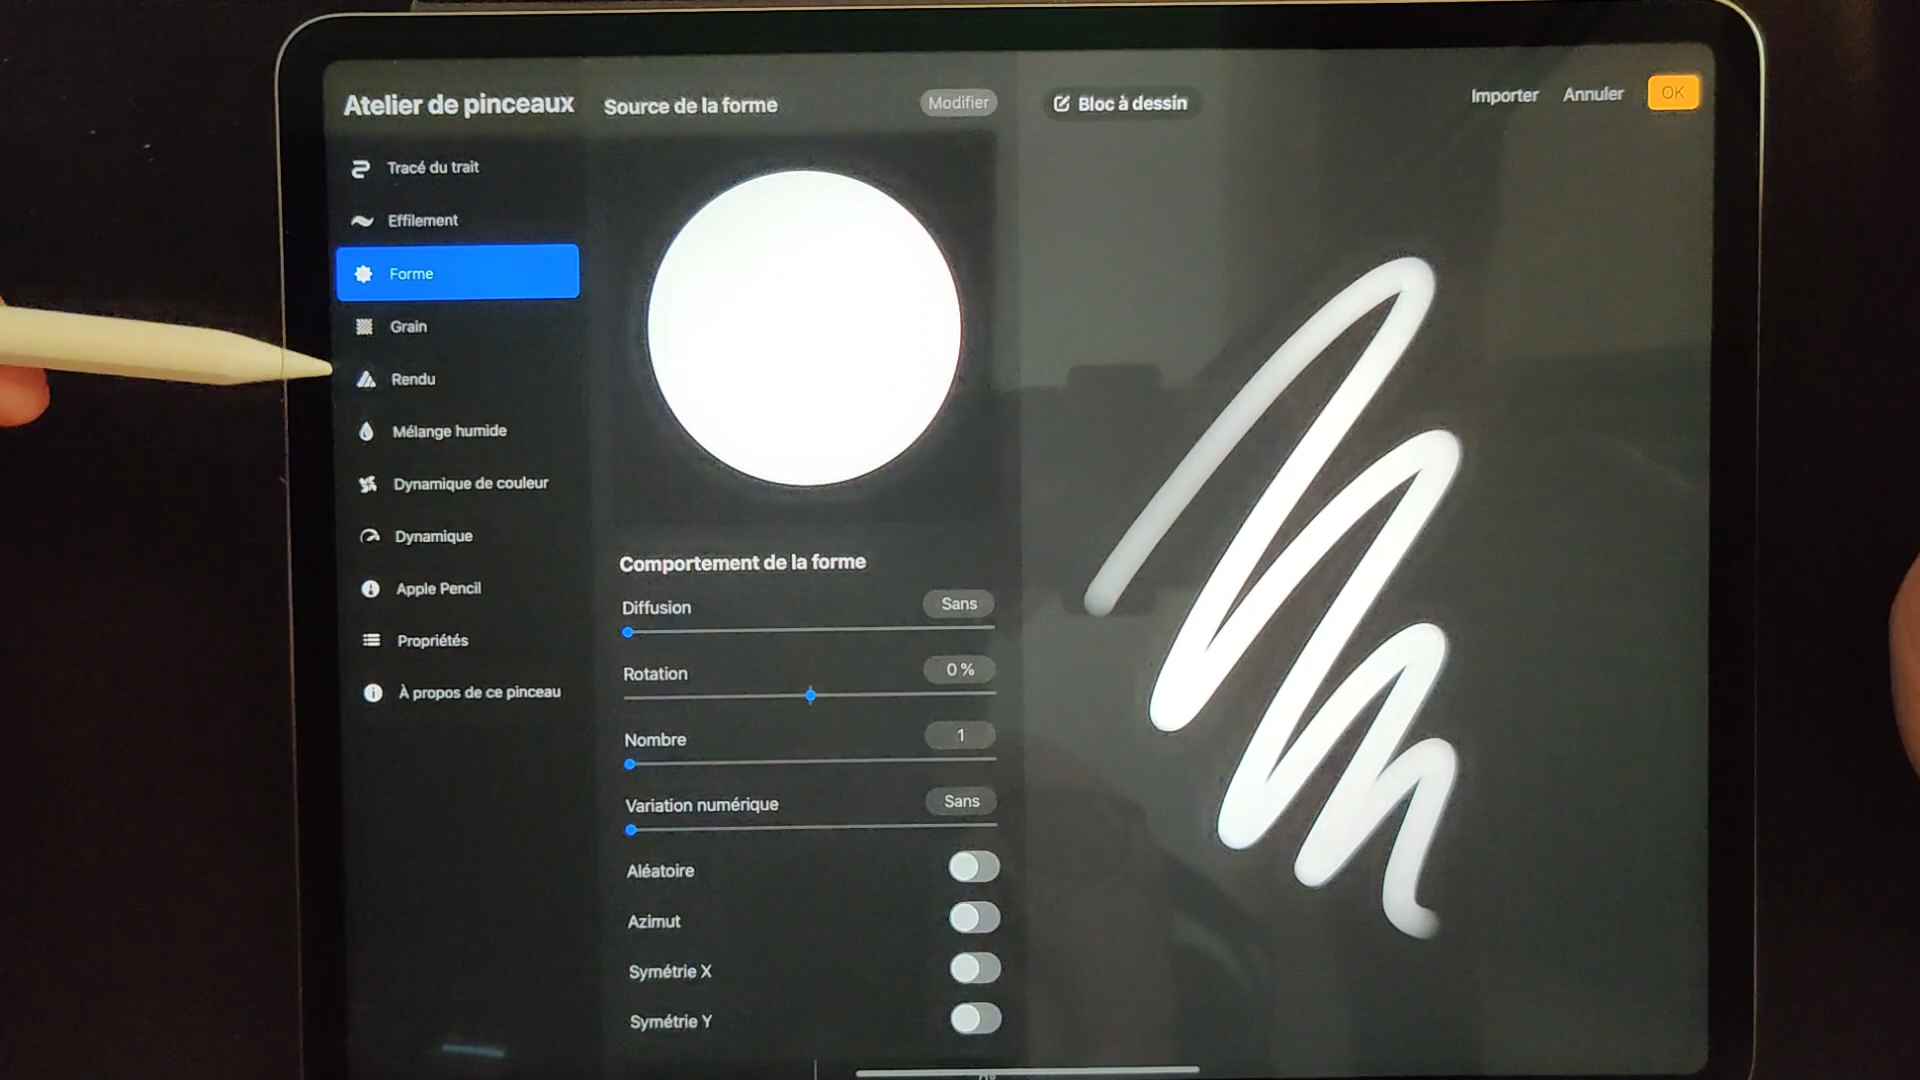 Atelier de pinceaux
Tracé du trait
Effilement
Forme
Grain
Rendu
Mélange humide
Dynamique de couleur
Dynamique
Apple Pencil
Propriétés
À propos de ce pinceau
Source de la forme
Modifier
Comportement de la forme
Diffusion
Sans
Rotation
0 %
Nombre
1
Variation numérique
Sans
Aléatoire
Azimut
Symétrie X
Symétrie Y
Bloc à dessin
Importer
Annuler
OK